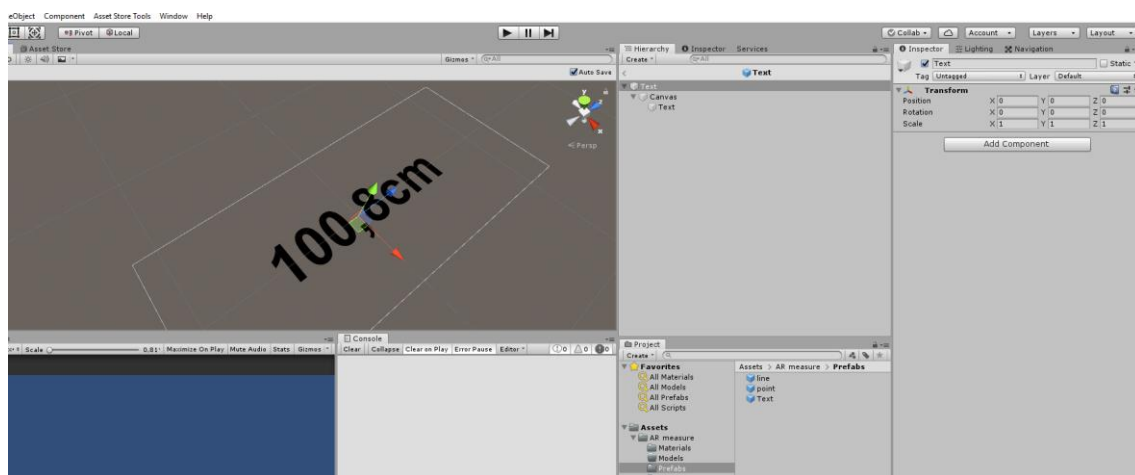 eObject Component Asset Store Tools Window Help
Pivot Local Collab Account Layers Layout
Asset Store
Gizmos All
Auto Save
Persp
100,8cm
Hierarchy Inspector Services
Create All
Text
Text
Canvas
Text
Inspector Lighting Navigation
Text Static
Tag Untagged Layer Default
Transform
Position X 0 Y 0 Z 0
Rotation X 0 Y 0 Z 0
Scale X 1 Y 1 Z 1
Add Component
Scale 0.81 Maximize On Play Mute Audio Stats Gizmos
Console
Clear Collapse Clear on Play Error Pause Editor 0 0 0
Project
Create
Favorites
All Materials
All Models
All Prefabs
All Scripts
Assets
AR measure
Materials
Models
Prefabs
Assets > AR measure > Prefabs
line
point
Text